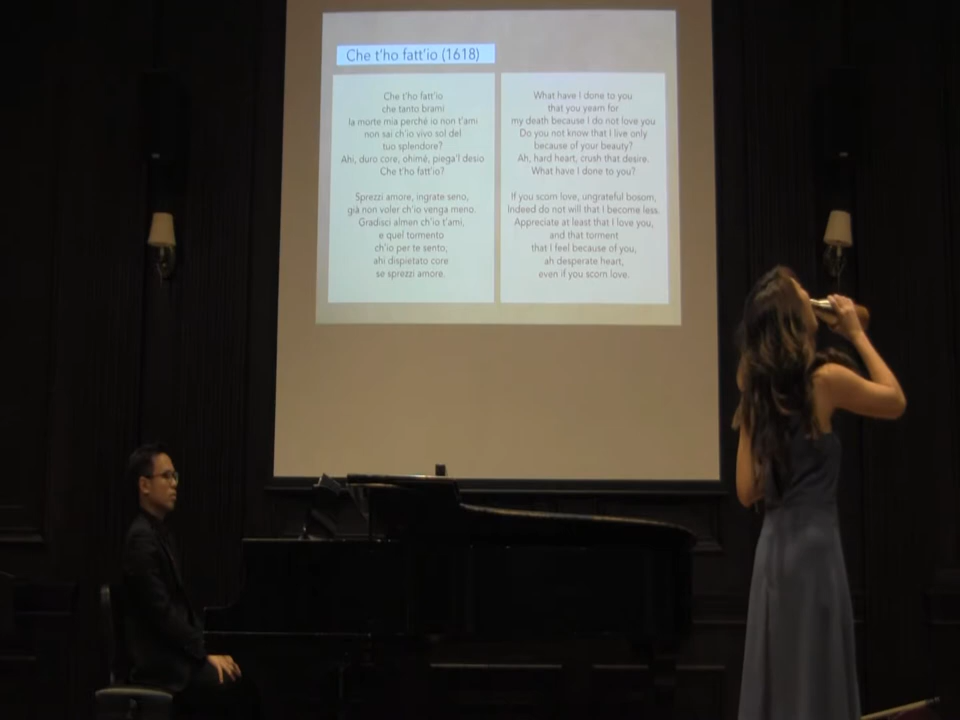 Che t'ho fatt'io (1618)
Che t'ho fatt'io
che tanto brami
la morte mia perché io non t'ami
non sai ch'io vivo sol del
tuo splendore?
Ahi, duro core, ohimé, piega'l desio
Che t'ho fatt'io?
Sprezzi amore, ingrate seno,
già non voler ch'io venga meno.
Gradisci almen ch'io t'ami,
e quel tormento
ch'io per te sento,
ahi dispietato core
se sprezzi amore.
What have I done to you
that you yearn for
my death because I do not love you
Do you not know that I live only
because of your beauty?
Ah, hard heart, crush that desire.
What have I done to you?
If you scorn love, ungrateful bosom,
Indeed do not will that I become less.
Appreciate at least that I love you,
and that torment
that I feel because of you,
ah desperate heart,
even if you scorn love.